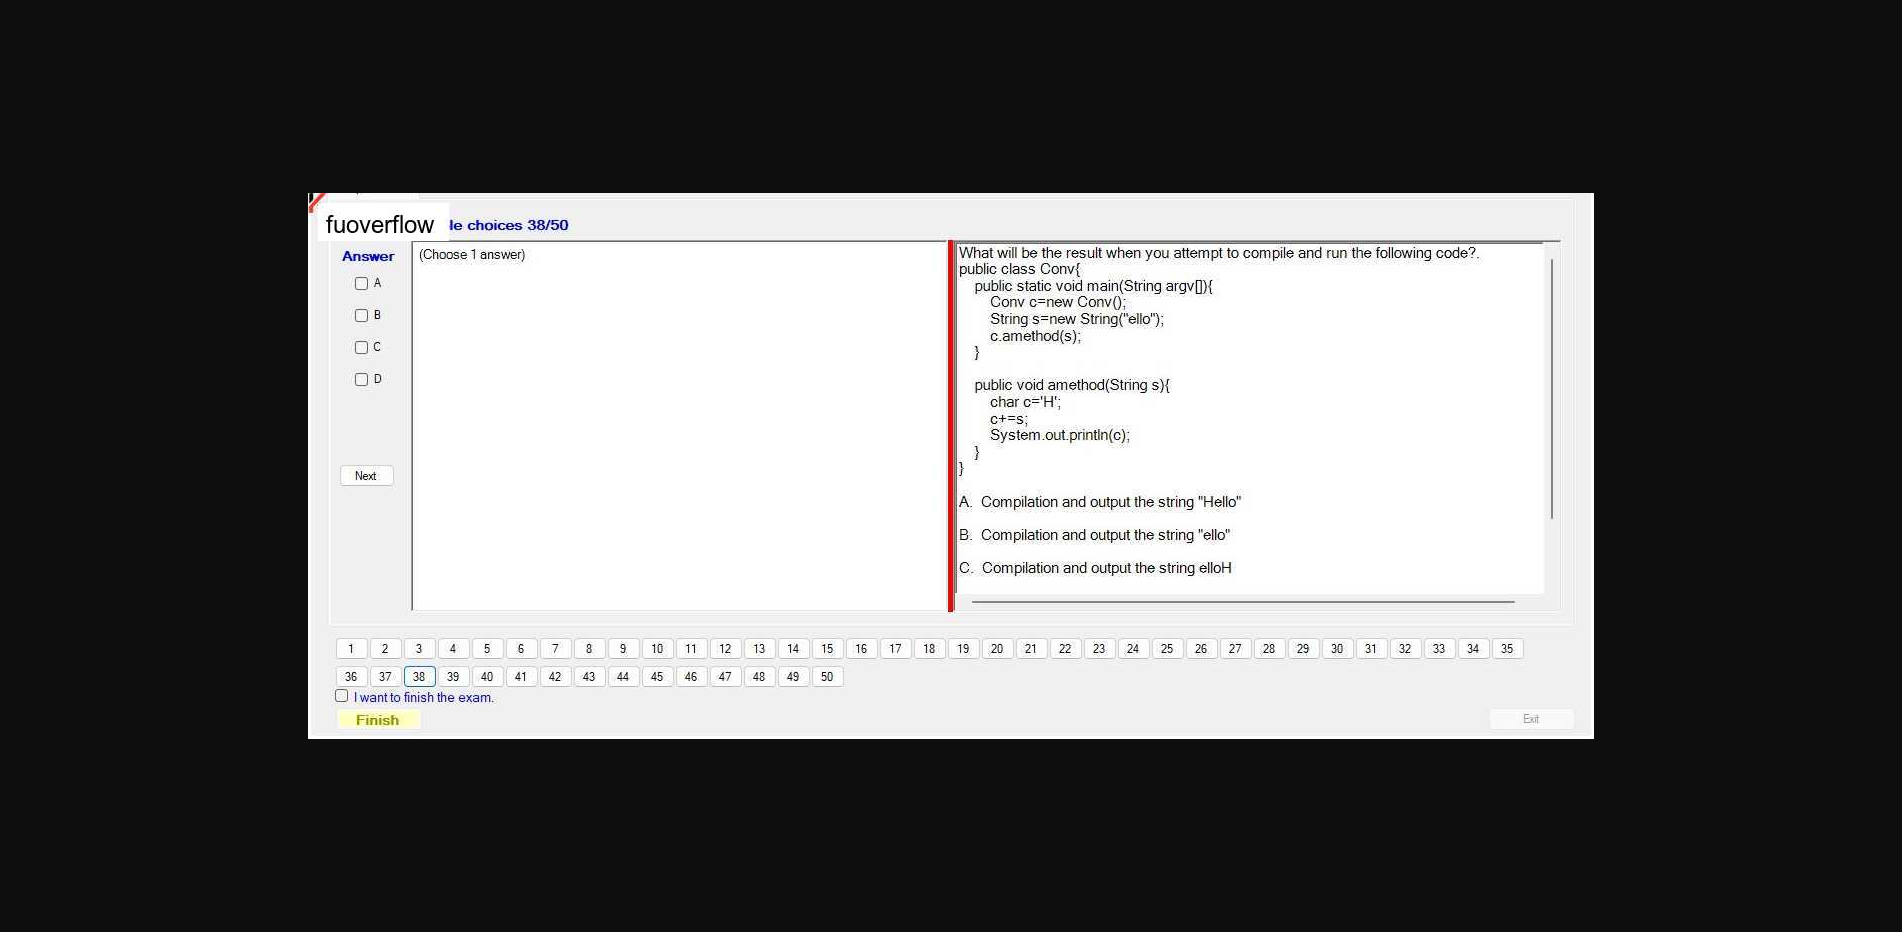 fuoverflow
le choices 38/50
Answer
(Choose 1 answer)
A
B
C
D
Next
What will be the result when you attempt to compile and run the following code?.
public class Conv{
public static void main(String argv[]){
Conv c=new Conv();
String s=new String("ello");
c.amethod(s);
}
public void amethod(String s){
char c='H';
c+=s;
System.out.println(c);
}
}
A. Compilation and output the string "Hello"
B. Compilation and output the string "ello"
C. Compilation and output the string elloH
1 2 3 4 5 6 7 8 9 10 11 12 13 14 15 16 17 18 19 20 21 22 23 24 25 26 27 28 29 30 31 32 33 34 35
36 37 38 39 40 41 42 43 44 45 46 47 48 49 50
I want to finish the exam.
Finish
Exit